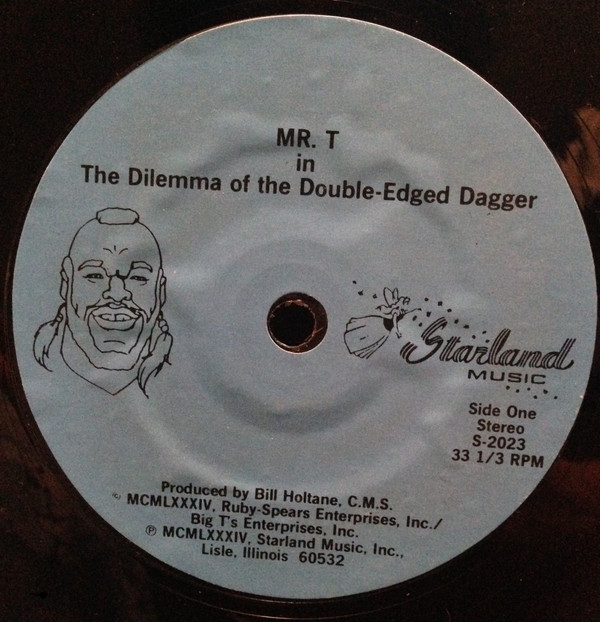 MR. T
in
The Dilemma of the Double-Edged Dagger
Starland
MUSIC
Side One
Stereo
S-2023
33 1/3 RPM
Produced by Bill Holtane, C.M.S.
© MCMLXXXIV, Ruby-Spears Enterprises, Inc./
Big T's Enterprises, Inc.
℗ MCMLXXXIV, Starland Music, Inc.,
Lisle, Illinois 60532